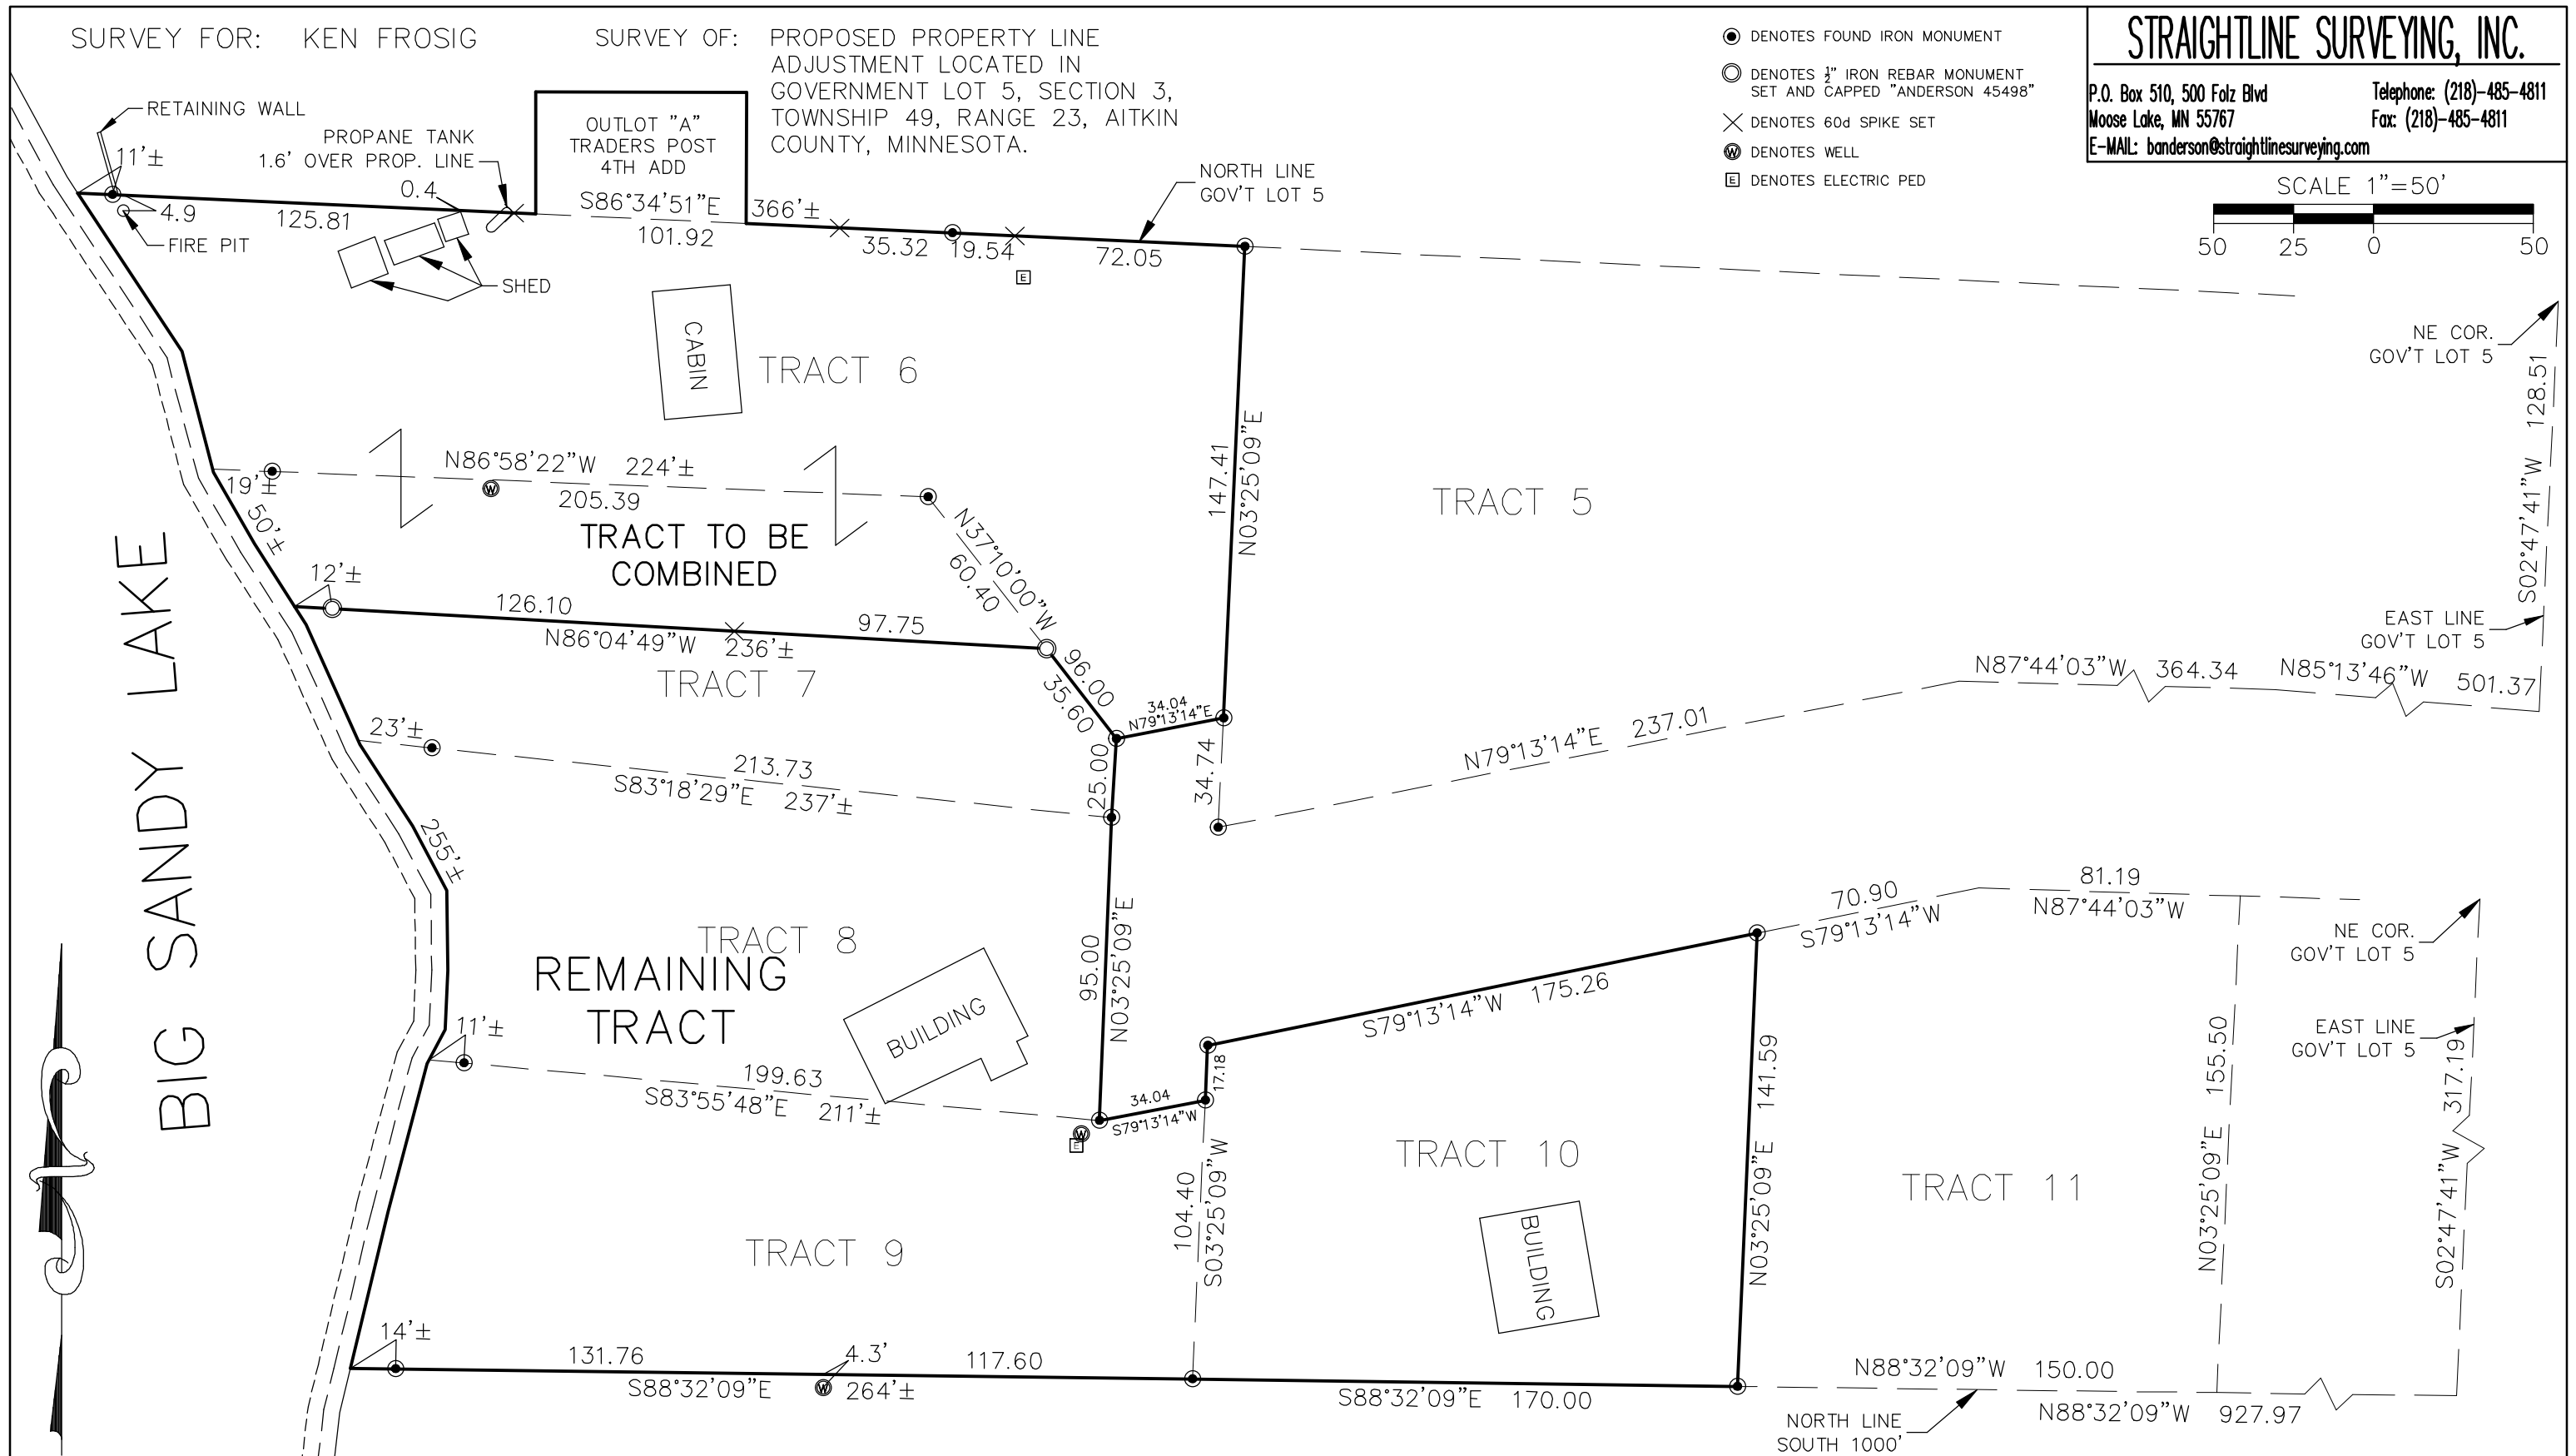 SURVEY FOR: KEN FROSIG
SURVEY OF: PROPOSED PROPERTY LINE
ADJUSTMENT LOCATED IN
GOVERNMENT LOT 5, SECTION 3,
TOWNSHIP 49, RANGE 23, AITKIN
COUNTY, MINNESOTA.
DENOTES FOUND IRON MONUMENT
DENOTES ½" IRON REBAR MONUMENT
SET AND CAPPED "ANDERSON 45498"
DENOTES 60d SPIKE SET
W DENOTES WELL
E DENOTES ELECTRIC PED
STRAIGHTLINE SURVEYING, INC.
P.O. Box 510, 500 Folz Blvd
Moose Lake, MN 55767
E-MAIL: banderson@straightlinesurveying.com
Telephone: (218)-485-4811
Fax: (218)-485-4811
SCALE 1"=50'
50 25 0 50
RETAINING WALL
PROPANE TANK
1.6' OVER PROP. LINE
OUTLOT "A"
TRADERS POST
4TH ADD
11'±
4.9
FIRE PIT
125.81
0.4
SHED
S86°34'51"E 366'±
101.92
35.32
19.54
72.05
NORTH LINE
GOV'T LOT 5
E
CABIN
TRACT 6
147.41
N03°25'09"E
TRACT 5
NE COR.
GOV'T LOT 5
S02°47'41"W 128.51
EAST LINE
GOV'T LOT 5
N86°58'22"W 224'±
205.39
W
19'±
50'±
TRACT TO BE
COMBINED
N37°10'00"W
60.40
12'±
126.10
97.75
N86°04'49"W 236'±
TRACT 7
96.00
35.60
34.04
N79°13'14"E
34.74
25.00
N79°13'14"E 237.01
N87°44'03"W 364.34
N85°13'46"W 501.37
23'±
213.73
S83°18'29"E 237'±
255'±
BIG SANDY LAKE
TRACT 8
REMAINING
TRACT
BUILDING
95.00
N03°25'09"E
11'±
199.63
S83°55'48"E 211'±
34.04
S79°13'14"W
17.18
S79°13'14"W 175.26
70.90
S79°13'14"W
81.19
N87°44'03"W
NE COR.
GOV'T LOT 5
EAST LINE
GOV'T LOT 5
W
E
104.40
S03°25'09"W
TRACT 9
TRACT 10
BUILDING
N03°25'09"E 141.59
TRACT 11
N03°25'09"E 155.50
S02°47'41"W 317.19
14'±
131.76
4.3'
117.60
S88°32'09"E
W
264'±
S88°32'09"E 170.00
N88°32'09"W 150.00
NORTH LINE
SOUTH 1000'
N88°32'09"W 927.97